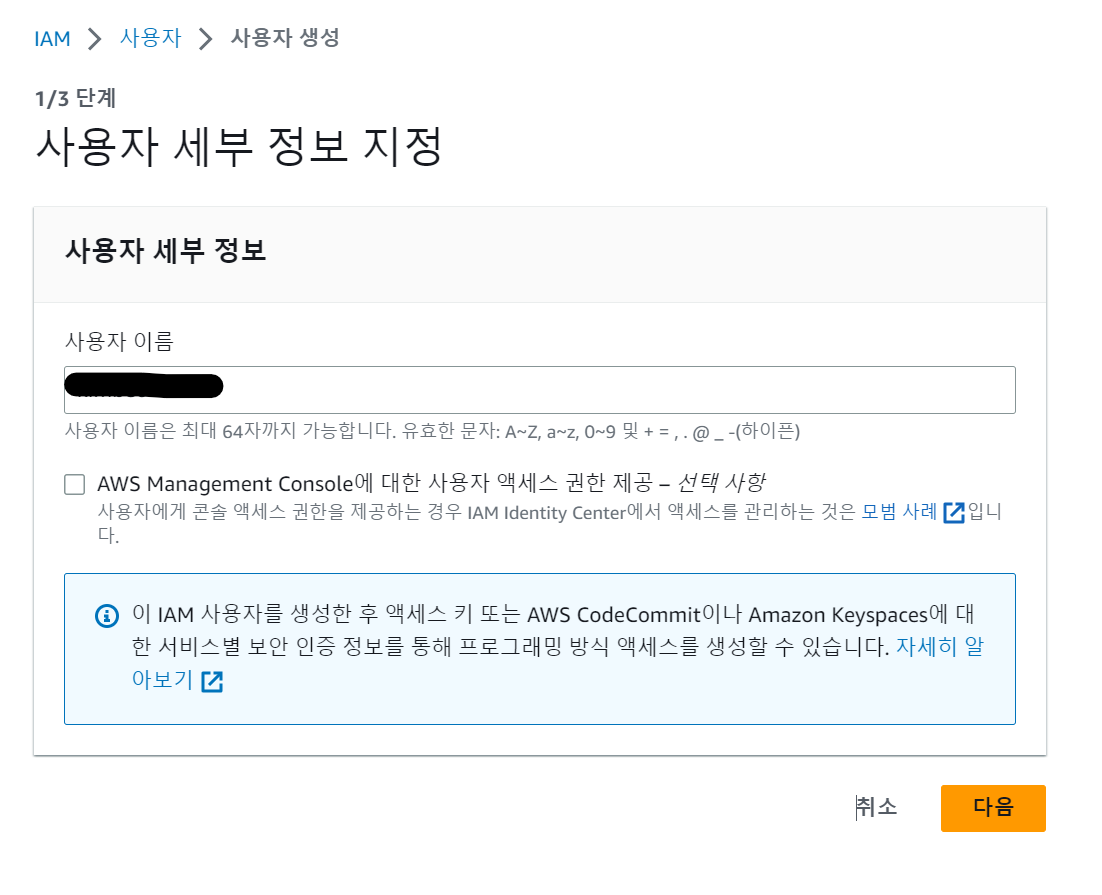 IAM > 사용자 > 사용자 생성
1/3 단계
사용자 세부 정보 지정
사용자 세부 정보
사용자 이름
사용자 이름은 최대 64자까지 가능합니다. 유효한 문자: A~Z, a~z, 0~9 및 + = , . @ _ -(하이픈)
AWS Management Console에 대한 사용자 액세스 권한 제공 – 선택 사항
사용자에게 콘솔 액세스 권한을 제공하는 경우 IAM Identity Center에서 액세스를 관리하는 것은 모범 사례 입니
다.
이 IAM 사용자를 생성한 후 액세스 키 또는 AWS CodeCommit이나 Amazon Keyspaces에 대
한 서비스별 보안 인증 정보를 통해 프로그래밍 방식 액세스를 생성할 수 있습니다. 자세히 알
아보기
취소 다음